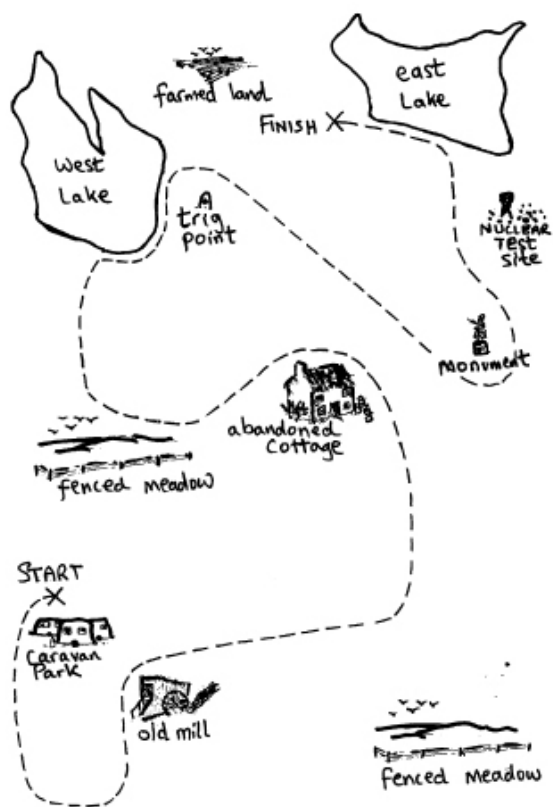 east
Lake
farmed land
FINISH
West
Lake
trig
point
NUCLEAR
TEST
site
Monument
abandoned
cottage
fenced meadow
START
Caravan
Park
old mill
fenced meadow